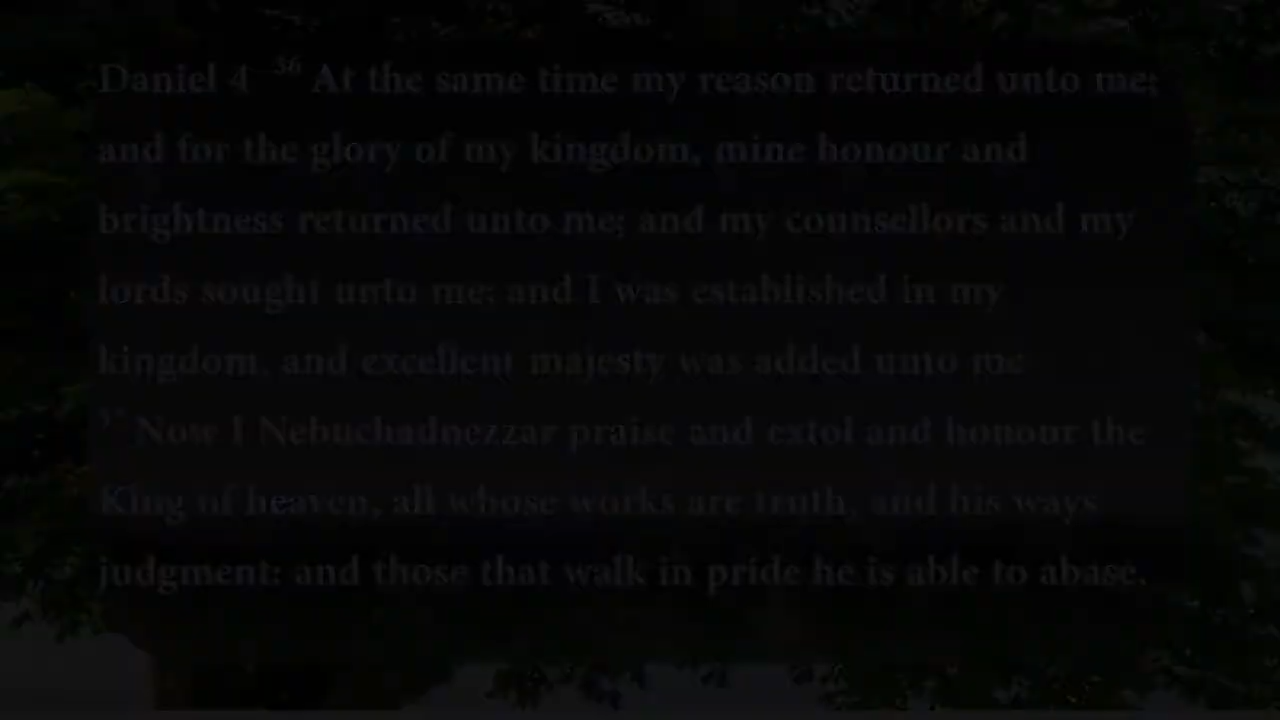 Daniel 4 36 At the same time my reason returned unto me;
and for the glory of my kingdom, mine honour and
brightness returned unto me; and my counsellors and my
lords sought unto me; and I was established in my
kingdom, and excellent majesty was added unto me
37 Now I Nebuchadnezzar praise and extol and honour the
King of heaven, all whose works are truth, and his ways
judgment: and those that walk in pride he is able to abase.